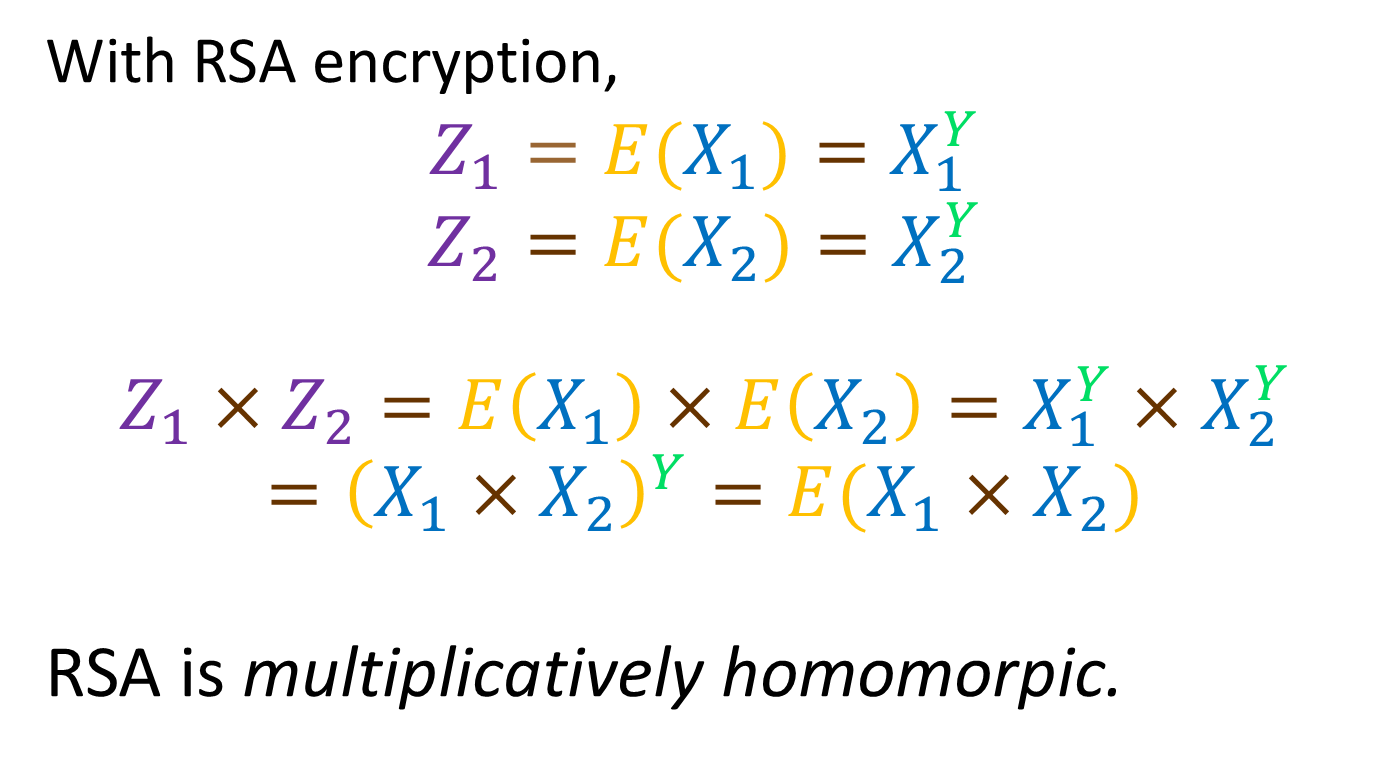 With RSA encryption,
Z₁ = E(X₁) = X₁^Y
Z₂ = E(X₂) = X₂^Y
Z₁ × Z₂ = E(X₁) × E(X₂) = X₁^Y × X₂^Y
= (X₁ × X₂)^Y = E(X₁ × X₂)
RSA is multiplicatively homomorpic.